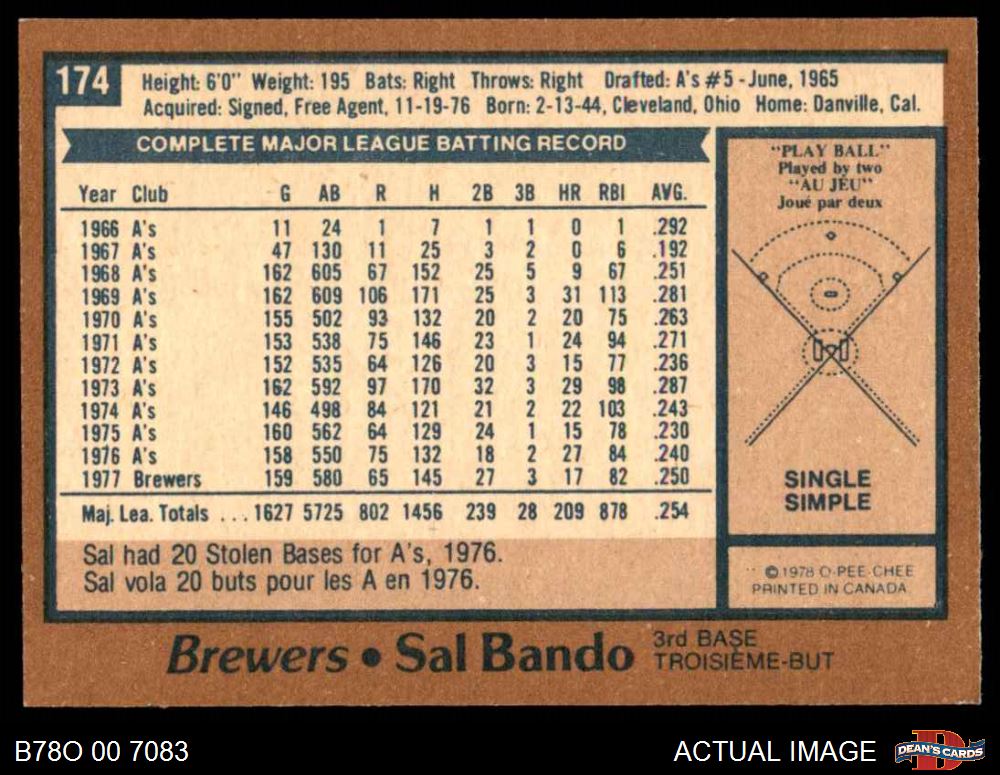 174
Height: 6'0" Weight: 195 Bats: Right Throws: Right Drafted: A's #5 - June, 1965
Acquired: Signed, Free Agent, 11-19-76 Born: 2-13-44, Cleveland, Ohio Home: Danville, Cal.
COMPLETE MAJOR LEAGUE BATTING RECORD
Year Club G AB R H 2B 3B HR RBI AVG.
1966 A's 11 24 1 7 1 1 0 1 .292
1967 A's 47 130 11 25 3 2 0 6 .192
1968 A's 162 605 67 152 25 5 9 67 .251
1969 A's 162 609 106 171 25 3 31 113 .281
1970 A's 155 502 93 132 20 2 20 75 .263
1971 A's 153 538 75 146 23 1 24 94 .271
1972 A's 152 535 64 126 20 3 15 77 .236
1973 A's 162 592 97 170 32 3 29 98 .287
1974 A's 146 498 84 121 21 2 22 103 .243
1975 A's 160 562 64 129 24 1 15 78 .230
1976 A's 158 550 75 132 18 2 27 84 .240
1977 Brewers 159 580 65 145 27 3 17 82 .250
Maj. Lea. Totals ... 1627 5725 802 1456 239 28 209 878 .254
Sal had 20 Stolen Bases for A's, 1976.
Sal vola 20 buts pour les A en 1976.
"PLAY BALL"
Played by two
"AU JEU"
Joué par deux
SINGLE
SIMPLE
© 1978 O-PEE-CHEE
PRINTED IN CANADA
Brewers • Sal Bando
3rd BASE
TROISIÈME-BUT
B78O 00 7083
ACTUAL IMAGE
D
DEAN'S CARDS